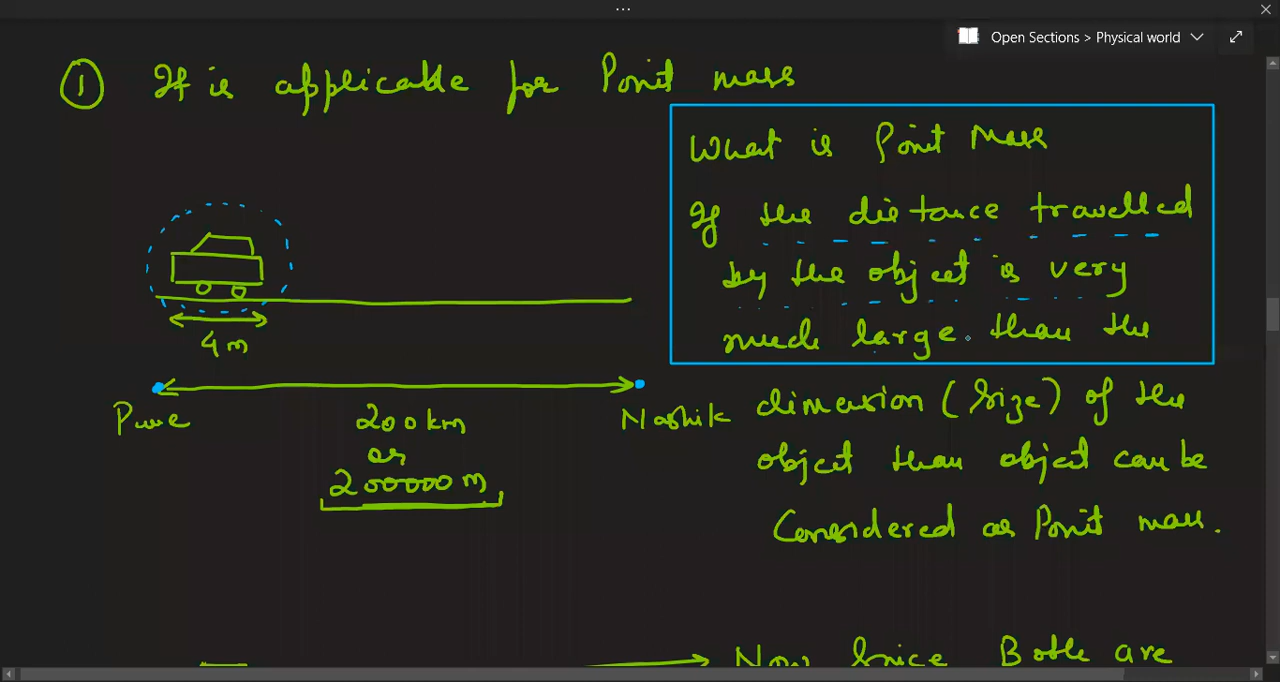 Open Sections > Physical world
① It is applicable for Point mass
What is Point Mass
If the distance travelled
by the object is very
much large than the
dimension (Size) of the
object than object can be
Considered as Point mass.
4 m
Pune
200 km
or
200000 m
Nashik
Now Since Both are